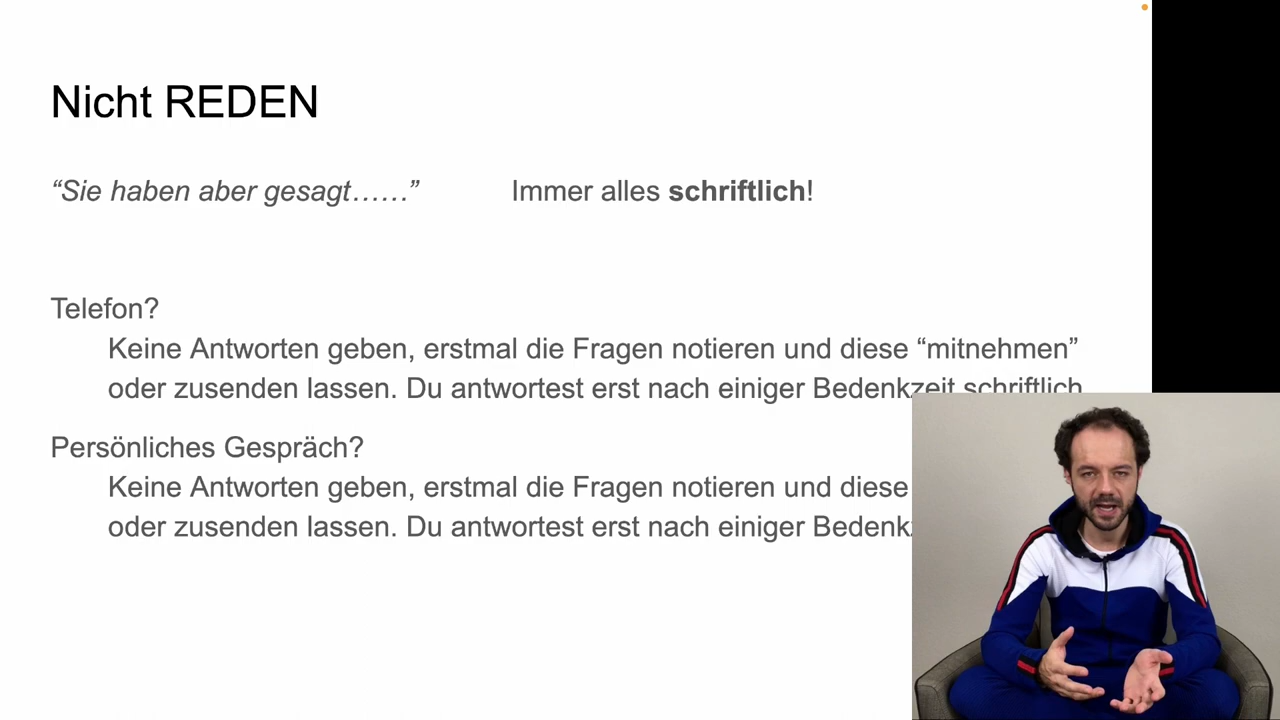 Nicht REDEN
“Sie haben aber gesagt……” Immer alles schriftlich!
Telefon?
Keine Antworten geben, erstmal die Fragen notieren und diese “mitnehmen”
oder zusenden lassen. Du antwortest erst nach einiger Bedenkzeit schriftlich
Persönliches Gespräch?
Keine Antworten geben, erstmal die Fragen notieren und diese
oder zusenden lassen. Du antwortest erst nach einiger